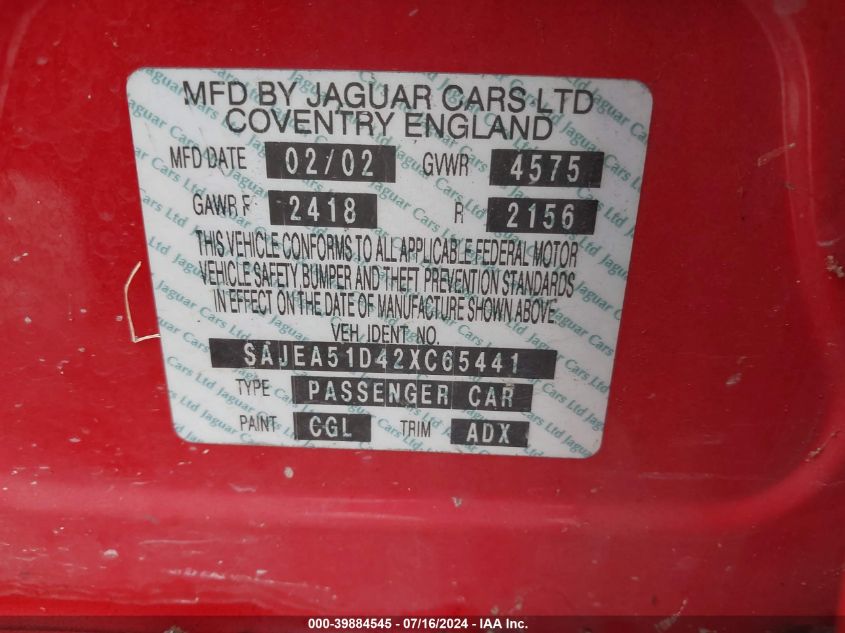 MFD BY JAGUAR CARS LTD
COVENTRY ENGLAND
MFD DATE 02/02 GVWR 4575
GAWR F 2418 R 2156
THIS VEHICLE CONFORMS TO ALL APPLICABLE FEDERAL MOTOR
VEHICLE SAFETY BUMPER AND THEFT PREVENTION STANDARDS
IN EFFECT ON THE DATE OF MANUFACTURE SHOWN ABOVE
VEH. IDENT. NO.
SAJEA51D42XC65441
TYPE PASSENGER CAR
PAINT CGL TRIM ADX
000-39884545 - 07/16/2024 - IAA Inc.